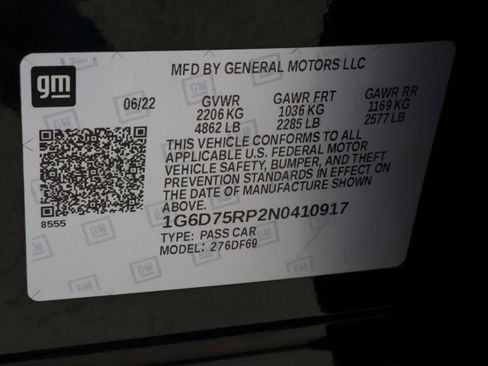 gm
MFD BY GENERAL MOTORS LLC
06/22 GVWR GAWR FRT GAWR RR
2206 KG 1036 KG 1169 KG
4862 LB 2285 LB 2577 LB
THIS VEHICLE CONFORMS TO ALL
APPLICABLE U.S. FEDERAL MOTOR
VEHICLE SAFETY, BUMPER, AND THEFT
PREVENTION STANDARDS IN EFFECT ON
THE DATE OF MANUFACTURE SHOWN
ABOVE.
8555
1G6D75RP2N0410917
TYPE: PASS CAR
MODEL: 276DF69